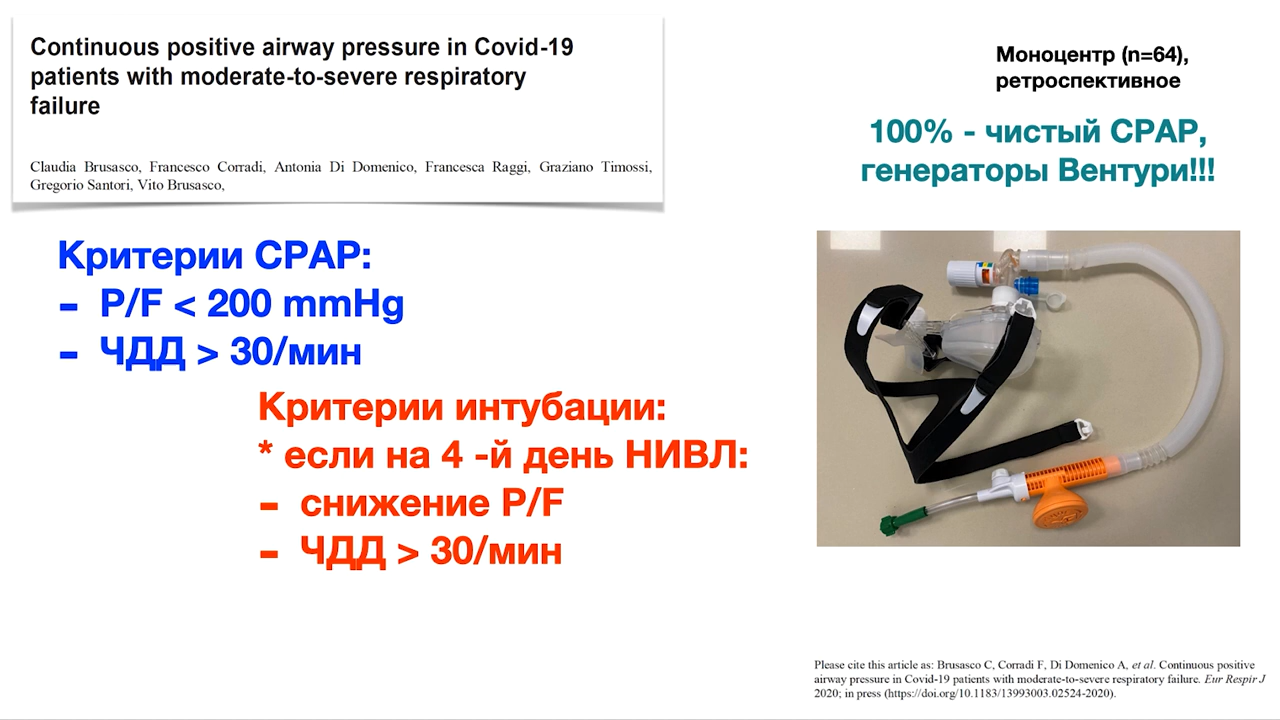 Continuous positive airway pressure in Covid-19
patients with moderate-to-severe respiratory
failure
Claudia Brusasco, Francesco Corradi, Antonia Di Domenico, Francesca Raggi, Graziano Timossi,
Gregorio Santori, Vito Brusasco,
Моноцентр (n=64),
ретроспективное
100% - чистый CPAP,
генераторы Вентури!!!
Критерии CPAP:
- P/F < 200 mmHg
- ЧДД > 30/мин
Критерии интубации:
* если на 4 -й день НИВЛ:
- снижение P/F
- ЧДД > 30/мин
Please cite this article as: Brusasco C, Corradi F, Di Domenico A, et al. Continuous positive
airway pressure in Covid-19 patients with moderate-to-severe respiratory failure. Eur Respir J
2020; in press (https://doi.org/10.1183/13993003.02524-2020).